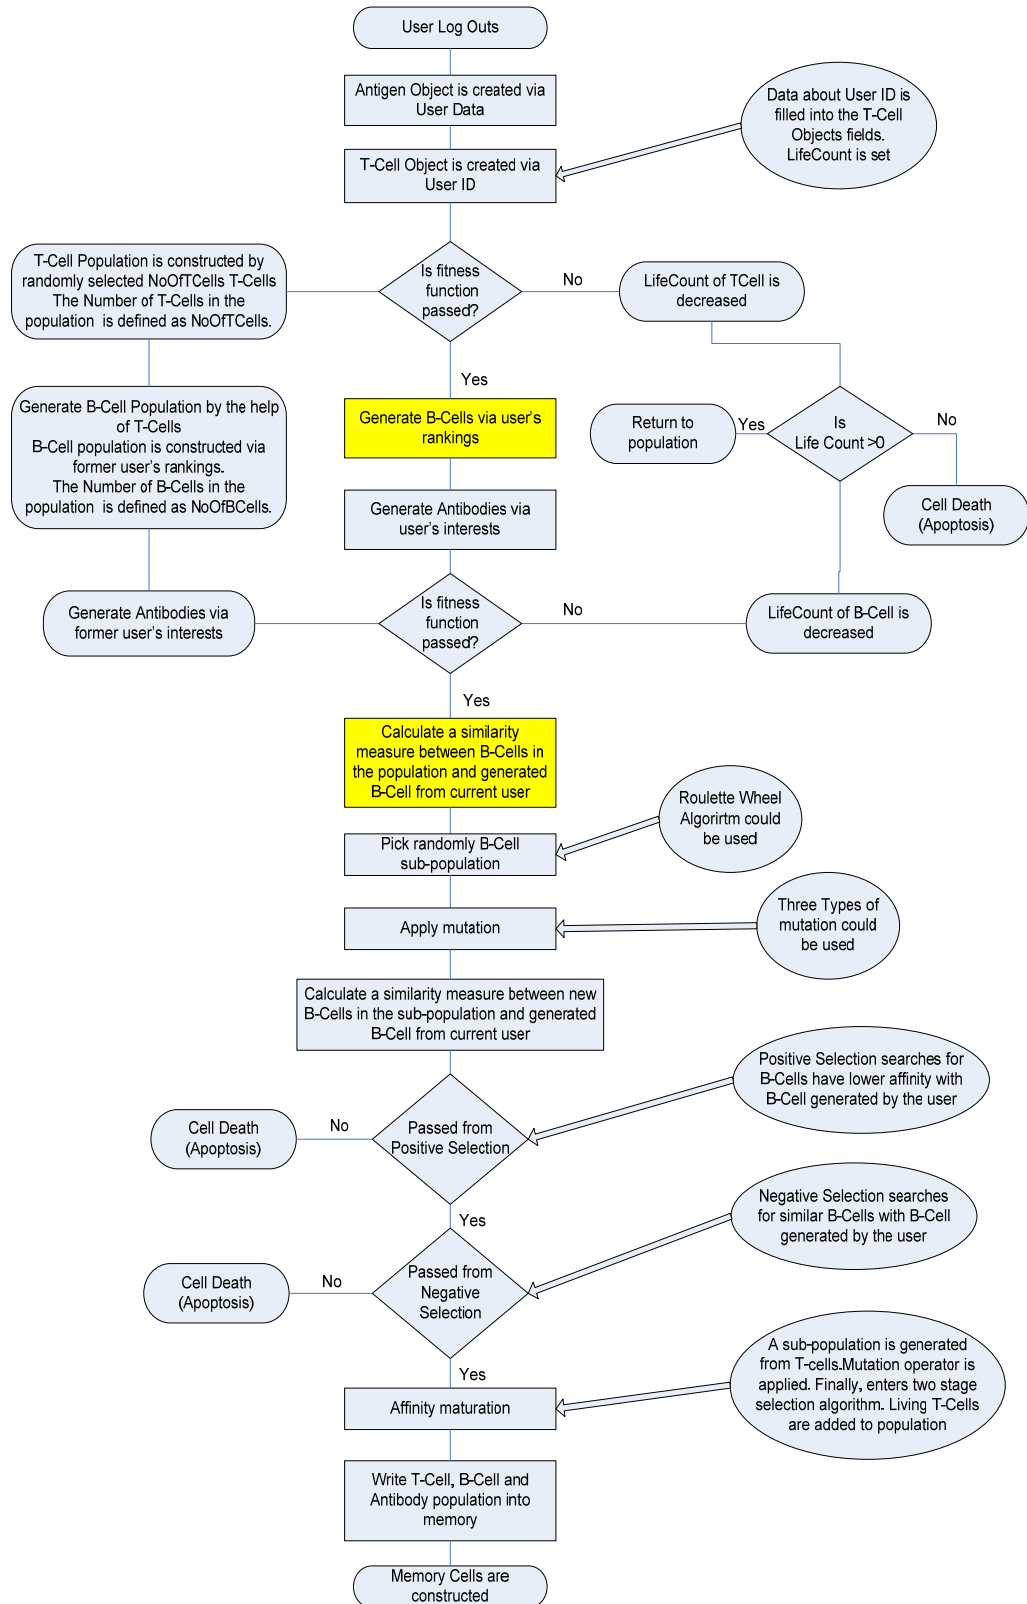 User Log Outs
Antigen Object is created via
User Data
Data about User ID is
filled into the T-Cell
Objects fields.
LifeCount is set
T-Cell Object is created via
User ID
T-Cell Population is constructed by
randomly selected NoOfTCells T-Cells
The Number of T-Cells in the
population is defined as NoOfTCells.
Is fitness
function
passed?
No
LifeCount of TCell is
decreased
Yes
Generate B-Cell Population by the help
of T-Cells
B-Cell population is constructed via
former user's rankings.
The Number of B-Cells in the
population is defined as NoOfBCells.
Generate B-Cells via user's
rankings
Return to
population
Yes
Is
Life Count >0
No
Cell Death
(Apoptosis)
Generate Antibodies via
user's interests
Generate Antibodies via
former user's interests
Is fitness
function
passed?
No
LifeCount of B-Cell is
decreased
Yes
Calculate a similarity
measure between B-Cells in
the population and generated
B-Cell from current user
Roulette Wheel
Algorirtm could
be used
Pick randomly B-Cell
sub-population
Three Types of
mutation could
be used
Apply mutation
Calculate a similarity measure between new
B-Cells in the sub-population and generated
B-Cell from current user
Positive Selection searches for
B-Cells have lower affinity with
B-Cell generated by the user
Cell Death
(Apoptosis)
No
Passed from
Positive Selection
Yes
Negative Selection searches
for similar B-Cells with B-Cell
generated by the user
Cell Death
(Apoptosis)
No
Passed from
Negative
Selection
Yes
A sub-population is generated
from T-cells.Mutation operator is
applied. Finally, enters two stage
selection algorithm. Living T-Cells
are added to population
Affinity maturation
Write T-Cell, B-Cell and
Antibody population into
memory
Memory Cells are
constructed